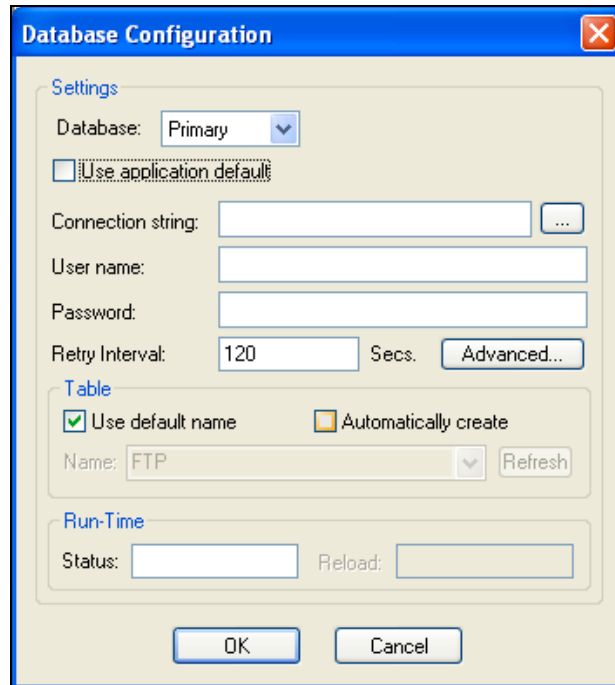 Database Configuration
Settings
Database: Primary
Use application default
Connection string: ...
User name:
Password:
Retry Interval: 120 Secs. Advanced...
Table
Use default name Automatically create
Name: FTP Refresh
Run-Time
Status: Reload:
OK Cancel